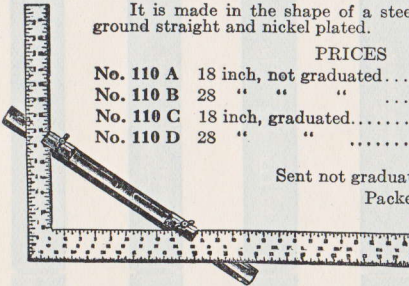 It is made in the shape of a stee
ground straight and nickel plated.
PRICES
No. 110 A 18 inch, not graduated...
No. 110 B 28 “ “ “ ...
No. 110 C 18 inch, graduated.......
No. 110 D 28 “ “ .......
Sent not graduat
Packe